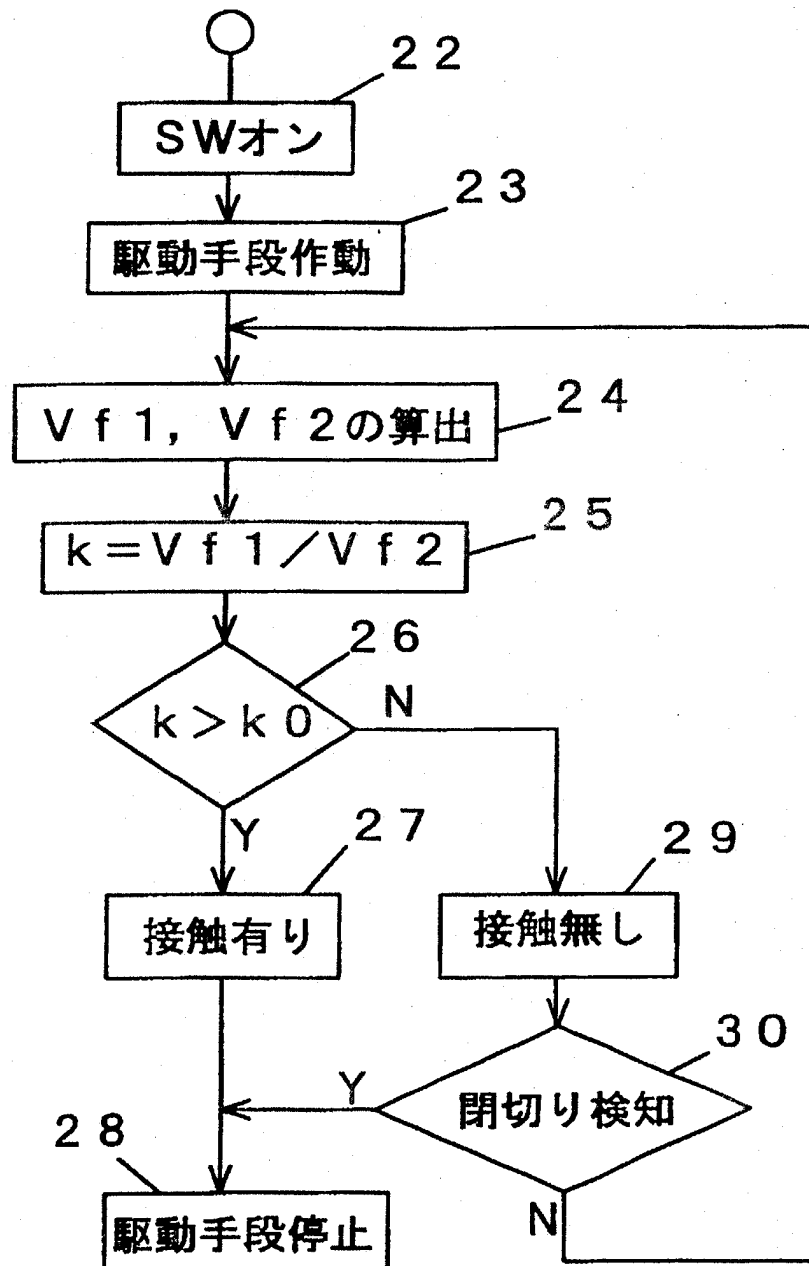 ２２
ＳＷオン
２３
駆動手段作動
２４
Ｖｆ１，Ｖｆ２の算出
２５
ｋ＝Ｖｆ１／Ｖｆ２
２６
ｋ＞ｋ０
N
Y
２７
接触有り
２９
接触無し
３０
閉切り検知
Y
N
２８
駆動手段停止